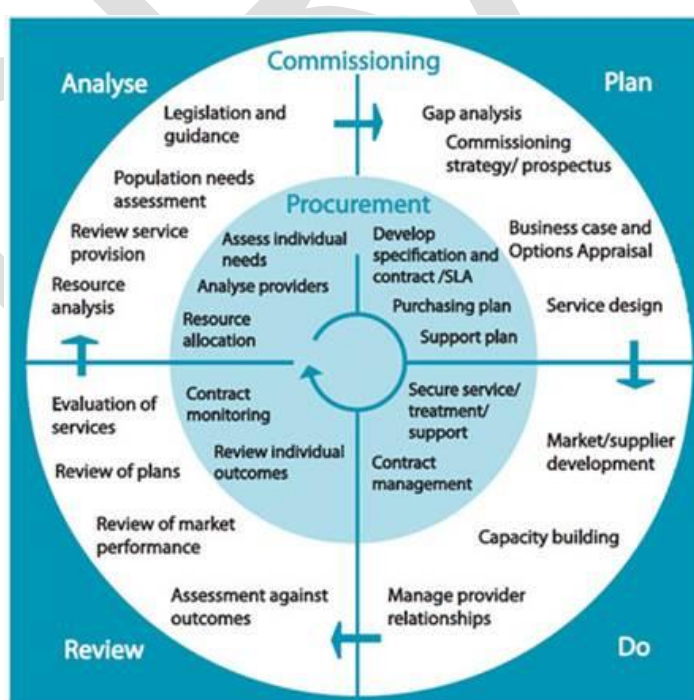 Commissioning
Analyse
Legislation and
guidance
Population needs
assessment
Review service
provision
Resource
analysis
Plan
Gap analysis
Commissioning
strategy/ prospectus
Business case and
Options Appraisal
Service design
Procurement
Assess individual
needs
Analyse providers
Resource
allocation
Develop
specification and
contract /SLA
Purchasing plan
Support plan
Contract
monitoring
Review individual
outcomes
Secure service/
treatment/
support
Contract
management
Evaluation of
services
Review of plans
Review of market
performance
Assessment against
outcomes
Review
Market/supplier
development
Capacity building
Manage provider
relationships
Do